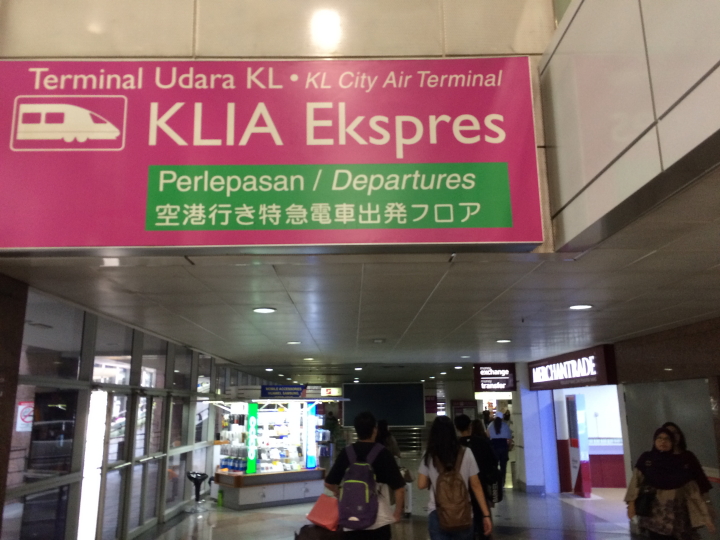 Terminal Udara KL • KL City Air Terminal
KLIA Ekspres
Perlepasan / Departures
空港行き特急電車出発フロア
exchange
transfer
MERCHANTRADE